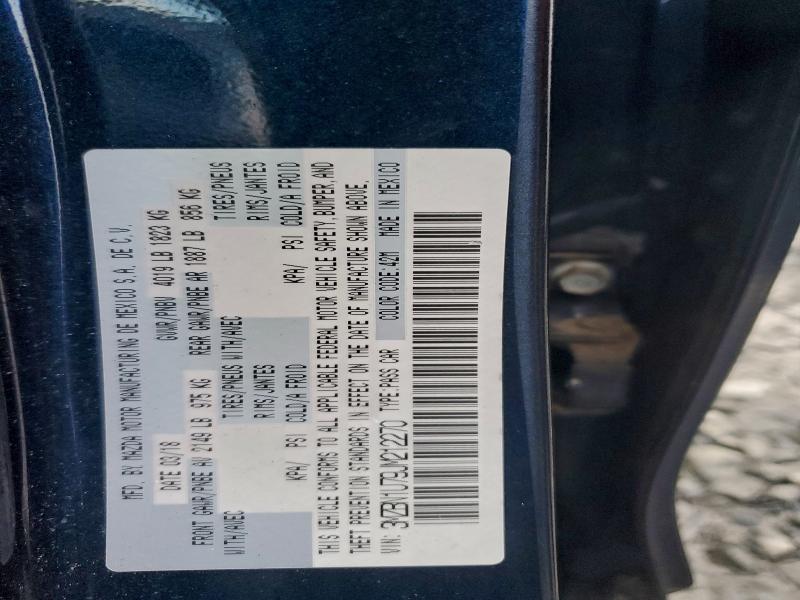 MFD. BY MAZDA MOTOR MANUFACTURING DE MEXICO S.A. DE C.V.
DATE 03/18 GVWR/PNBV 4019 LB 1823 KG
FRONT GAWR/PNBE AV 2149 LB 975 KG REAR GAWR/PNBE AR 1887 LB 856 KG
WITH/AVEC TIRES/PNEUS WITH/AVEC TIRES/PNEUS
RIMS/JANTES RIMS/JANTES
KPA/ PSI COLD/A FROID KPA/ PSI COLD/A FROID
THIS VEHICLE CONFORMS TO ALL APPLICABLE FEDERAL MOTOR VEHICLE SAFETY, BUMPER, AND
THEFT PREVENTION STANDARDS IN EFFECT ON THE DATE OF MANUFACTURE SHOWN ABOVE.
VIN: TYPE:PASS CAR COLOR CODE:42M MADE IN MEXICO